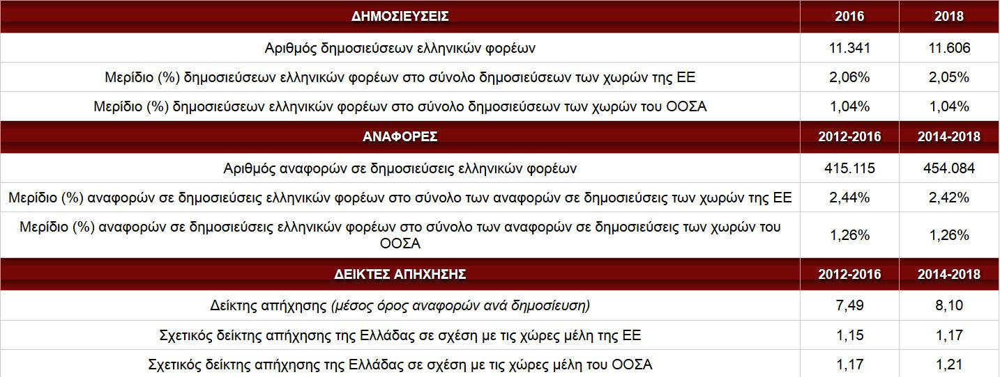 ΔΗΜΟΣΙΕΥΣΕΙΣ 2016 2018
Αριθμός δημοσιεύσεων ελληνικών φορέων 11.341 11.606
Μερίδιο (%) δημοσιεύσεων ελληνικών φορέων στο σύνολο δημοσιεύσεων των χωρών της ΕΕ 2,06% 2,05%
Μερίδιο (%) δημοσιεύσεων ελληνικών φορέων στο σύνολο δημοσιεύσεων των χωρών του ΟΟΣΑ 1,04% 1,04%
ΑΝΑΦΟΡΕΣ 2012-2016 2014-2018
Αριθμός αναφορών σε δημοσιεύσεις ελληνικών φορέων 415.115 454.084
Μερίδιο (%) αναφορών σε δημοσιεύσεις ελληνικών φορέων στο σύνολο των αναφορών σε δημοσιεύσεις των χωρών της ΕΕ 2,44% 2,42%
Μερίδιο (%) αναφορών σε δημοσιεύσεις ελληνικών φορέων στο σύνολο των αναφορών σε δημοσιεύσεις των χωρών του
ΟΟΣΑ 1,26% 1,26%
ΔΕΙΚΤΕΣ ΑΠΗΧΗΣΗΣ 2012-2016 2014-2018
Δείκτης απήχησης (μέσος όρος αναφορών ανά δημοσίευση) 7,49 8,10
Σχετικός δείκτης απήχησης της Ελλάδας σε σχέση με τις χώρες μέλη της ΕΕ 1,15 1,17
Σχετικός δείκτης απήχησης της Ελλάδας σε σχέση με τις χώρες μέλη του ΟΟΣΑ 1,17 1,21